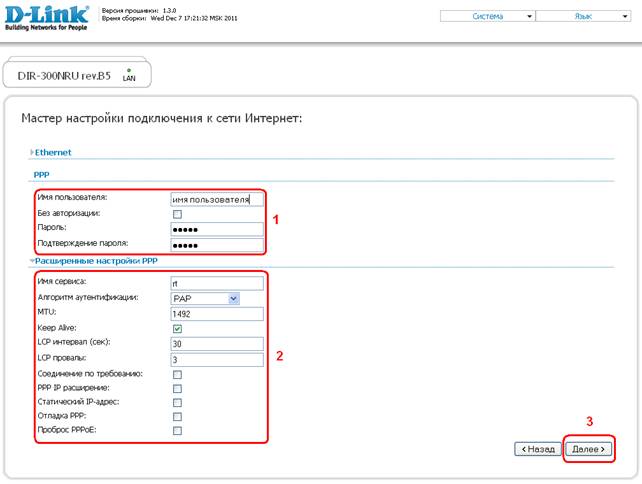 D-Link
Building Networks for People
Версия прошивки: 1.3.0
Время сборки: Wed Dec 7 17:21:32 MSK 2011
Система
Язык
DIR-300NRU rev.B5
LAN
Мастер настройки подключения к сети Интернет:
Ethernet
PPP
Имя пользователя: имя пользователя
1
Без авторизации:
Пароль: •••••
Подтверждение пароля: •••••
Расширенные настройки PPP
Имя сервиса: rt
Алгоритм аутентификации: PAP
MTU: 1492
Keep Alive:
LCP интервал (сек): 30
2
LCP провалы: 3
Соединение по требованию:
PPP IP расширение:
Статический IP-адрес:
Отладка PPP:
Проброс PPPoE:
3
< Назад
Далее >